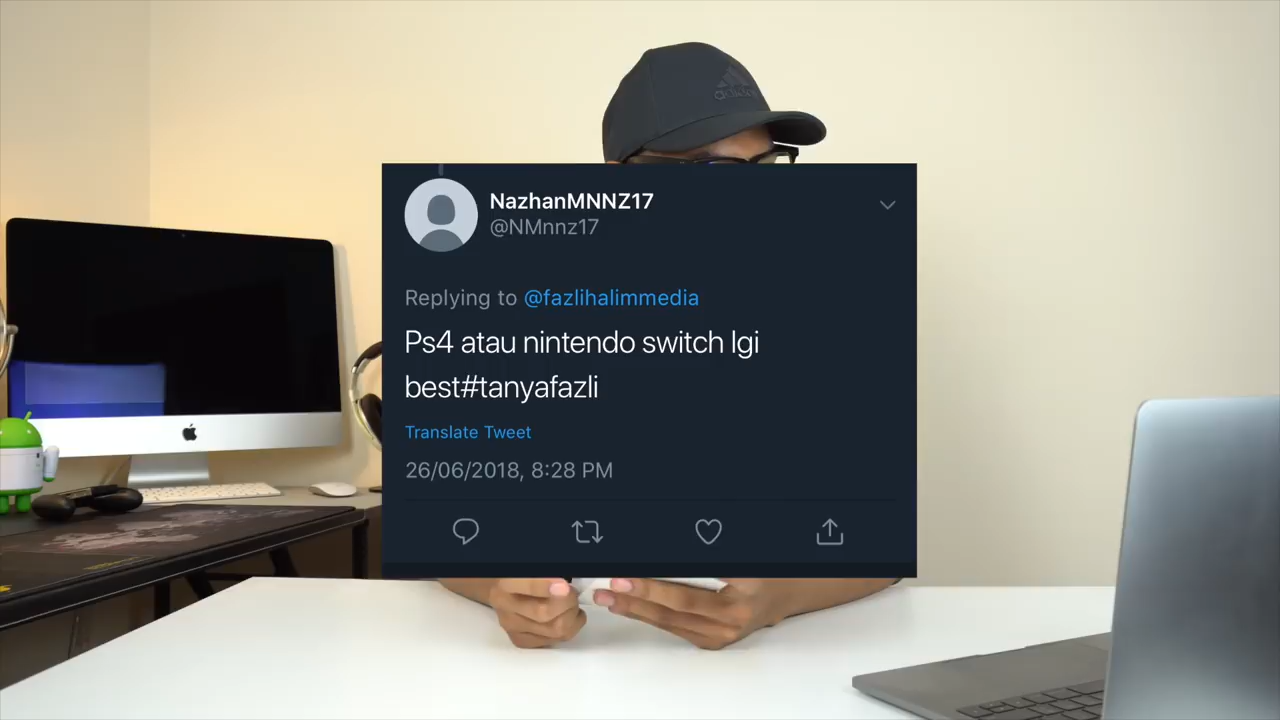 adidas
NazhanMNNZ17
@NMnnz17
Replying to @fazlihalimmedia
Ps4 atau nintendo switch lgi
best#tanyafazli
Translate Tweet
26/06/2018, 8:28 PM